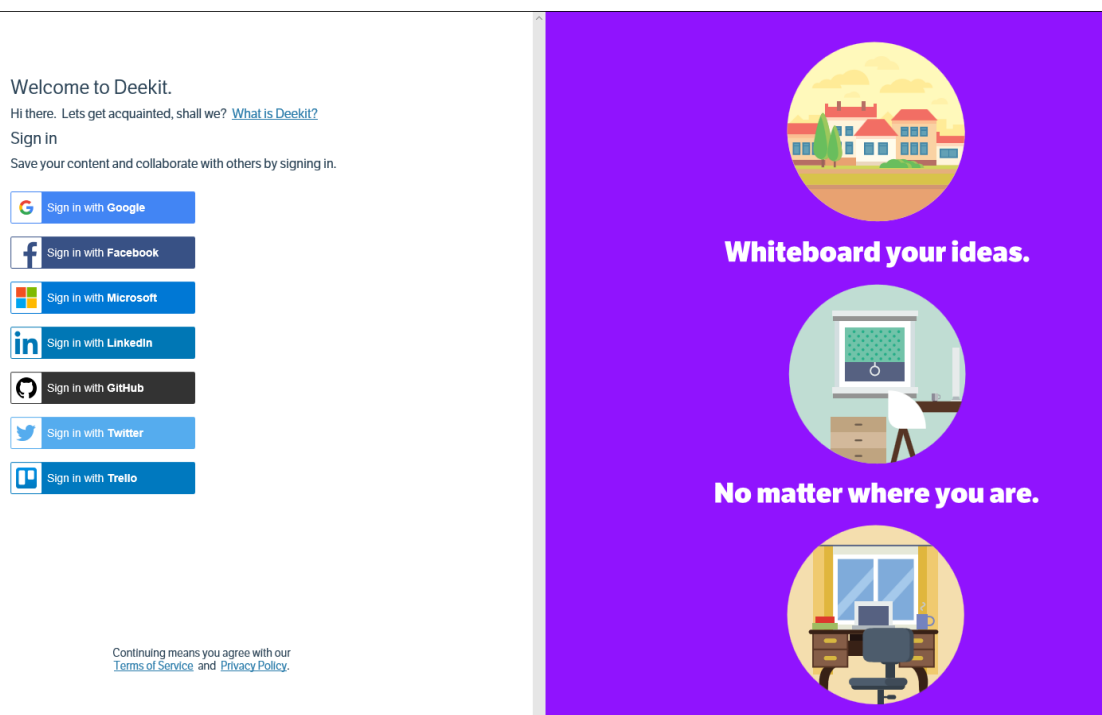 Welcome to Deekit.
Hi there. Lets get acquainted, shall we? What is Deekit?
Sign in
Save your content and collaborate with others by signing in.
Sign in with Google
Sign in with Facebook
Sign in with Microsoft
Sign in with LinkedIn
Sign in with GitHub
Sign in with Twitter
Sign in with Trello
Continuing means you agree with our
Terms of Service and Privacy Policy.
Whiteboard your ideas.
No matter where you are.